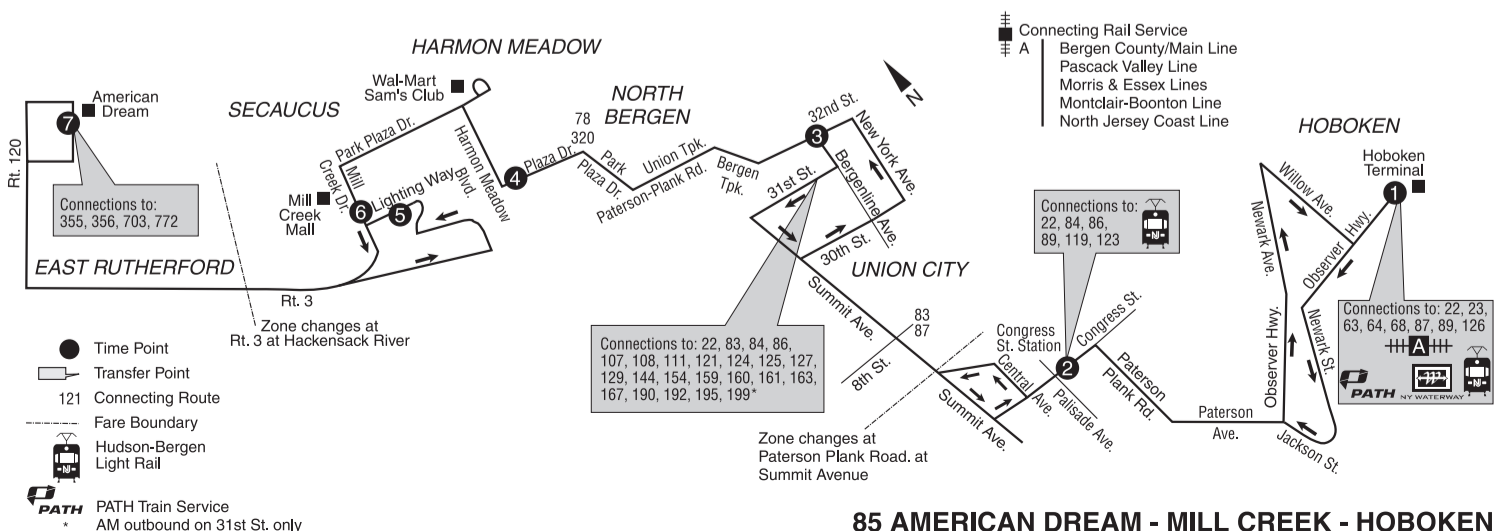 HARMON MEADOW
Wal-Mart
Sam's Club
American
Dream
7
SECAUCUS
NORTH
BERGEN
Rt. 120
Connections to:
355, 356, 703, 772
Park Plaza Dr.
Mill
Creek Dr.
Mill
Creek
Mall
6
Lighting Way
5
Harmon Meadow
Blvd.
4
Plaza Dr.
78
320
Park
Plaza Dr.
Union Tpk.
Paterson-Plank Rd.
Bergen
Tpk.
3
32nd St.
New York Ave.
Bergenline Ave.
31st St.
30th St.
N
EAST RUTHERFORD
Rt. 3
Zone changes at
Rt. 3 at Hackensack River
UNION CITY
Summit Ave.
83
87
8th St.
Connections to: 22, 83, 84, 86,
107, 108, 111, 121, 124, 125, 127,
129, 144, 154, 159, 160, 161, 163,
167, 190, 192, 195, 199*
Connections to:
22, 84, 86,
89, 119, 123
Congress
St. Station
Congress St.
2
Central
Ave.
Palisade Ave.
Summit Ave.
Zone changes at
Paterson Plank Road. at
Summit Avenue
Paterson
Plank Rd.
Paterson
Ave.
Connecting Rail Service
A
Bergen County/Main Line
Pascack Valley Line
Morris & Essex Lines
Montclair-Boonton Line
North Jersey Coast Line
HOBOKEN
Hoboken
Terminal
1
Willow Ave.
Newark Ave.
Observer Hwy.
Observer Hwy.
Newark St.
Jackson St.
Connections to: 22, 23,
63, 64, 68, 87, 89, 126
A
PATH
NY WATERWAY
Time Point
Transfer Point
121 Connecting Route
Fare Boundary
Hudson-Bergen
Light Rail
PATH PATH Train Service
* AM outbound on 31st St. only
85 AMERICAN DREAM - MILL CREEK - HOBOKEN